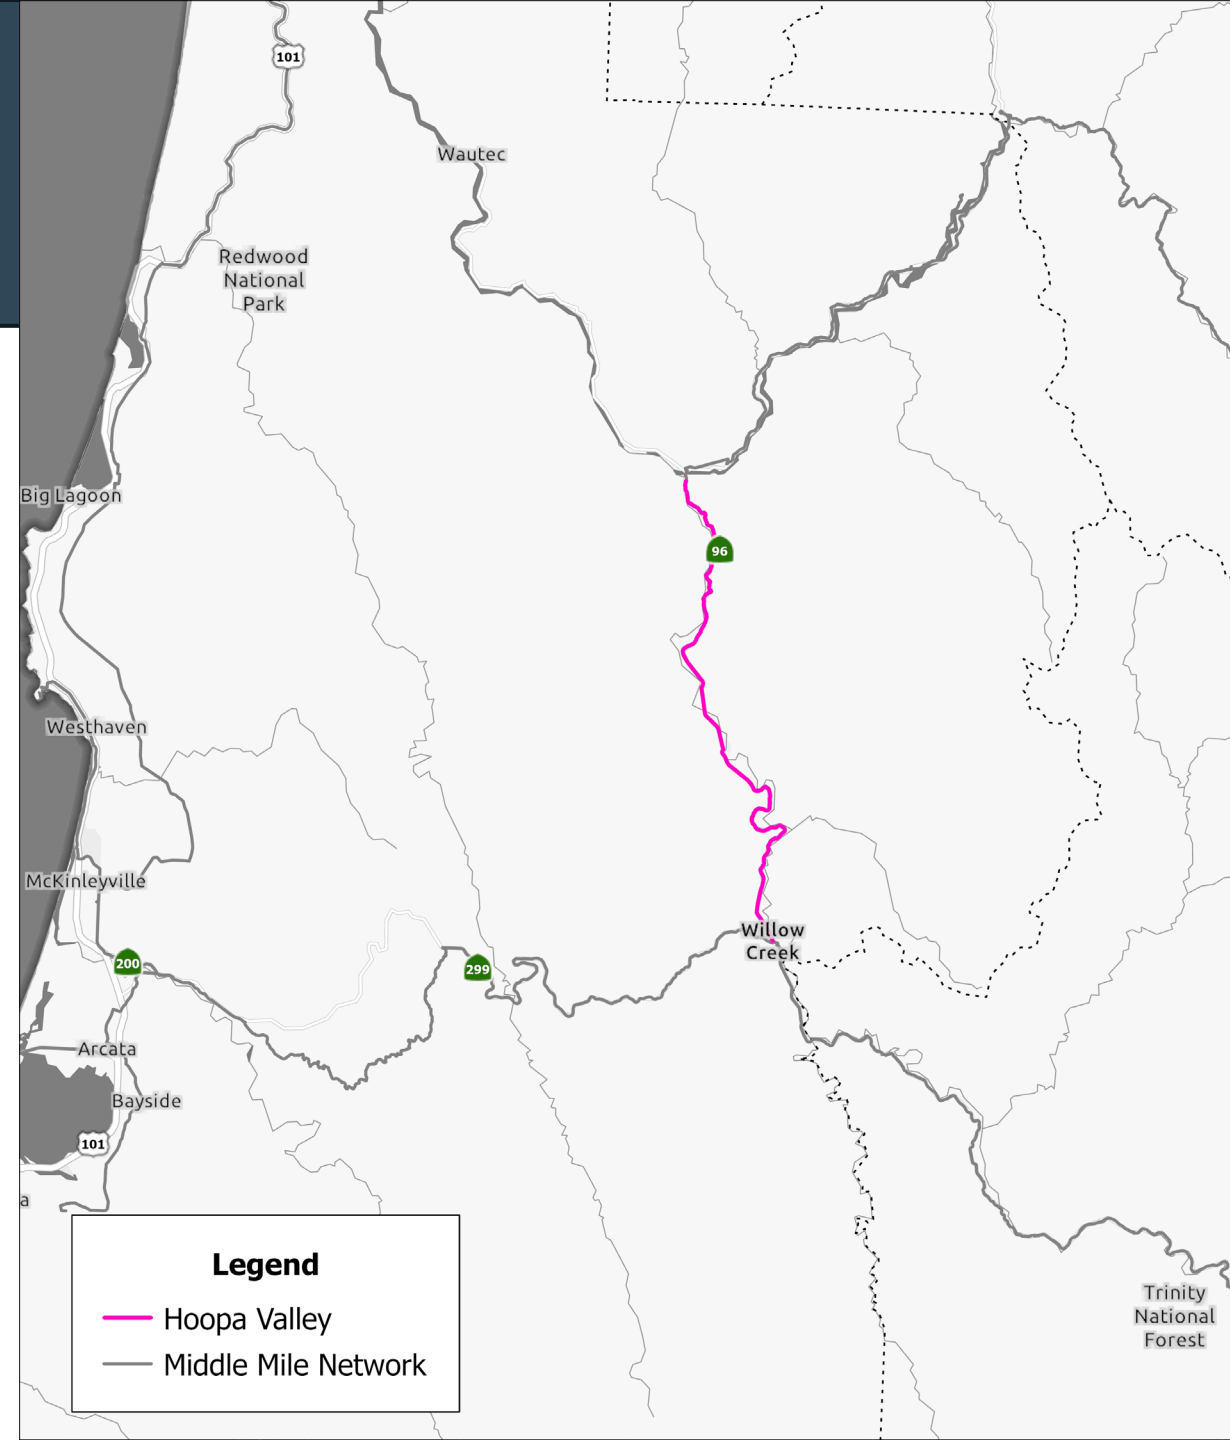 101
Wautec
Redwood
National
Park
Big Lagoon
96
Westhaven
McKinleyville
Willow
Creek
200
299
Arcata
Bayside
101
a
Trinity
National
Forest
Legend
Hoopa Valley
Middle Mile Network